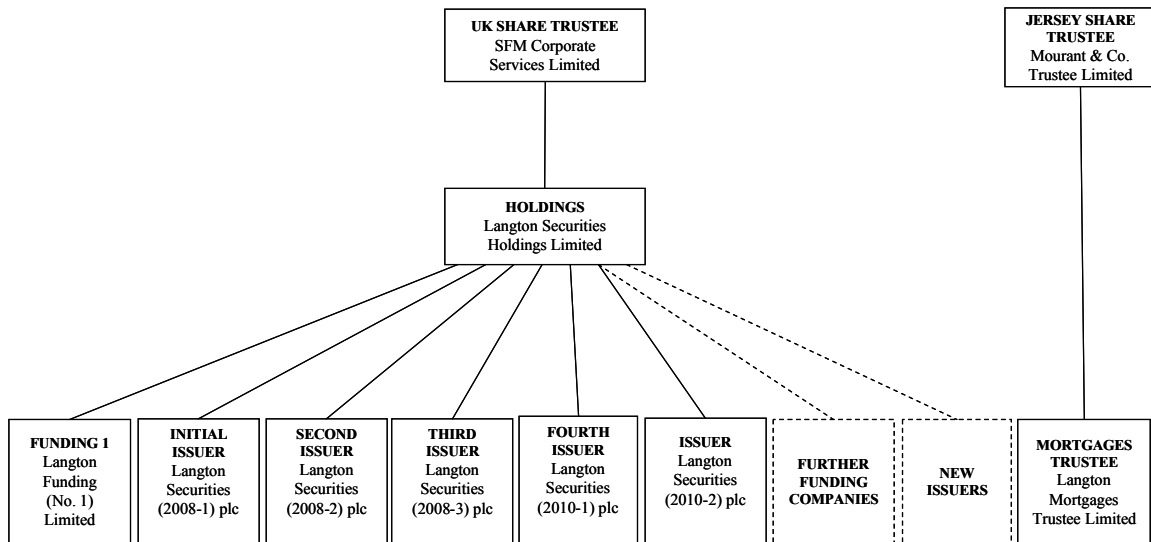 UK SHARE TRUSTEE
SFM Corporate
Services Limited
JERSEY SHARE
TRUSTEE
Mourant & Co.
Trustee Limited
HOLDINGS
Langton Securities
Holdings Limited
FUNDING 1
Langton
Funding
(No. 1)
Limited
INITIAL
ISSUER
Langton
Securities
(2008-1) plc
SECOND
ISSUER
Langton
Securities
(2008-2) plc
THIRD
ISSUER
Langton
Securities
(2008-3) plc
FOURTH
ISSUER
Langton
Securities
(2010-1) plc
ISSUER
Langton
Securities
(2010-2) plc
FURTHER
FUNDING
COMPANIES
NEW
ISSUERS
MORTGAGES
TRUSTEE
Langton
Mortgages
Trustee Limited